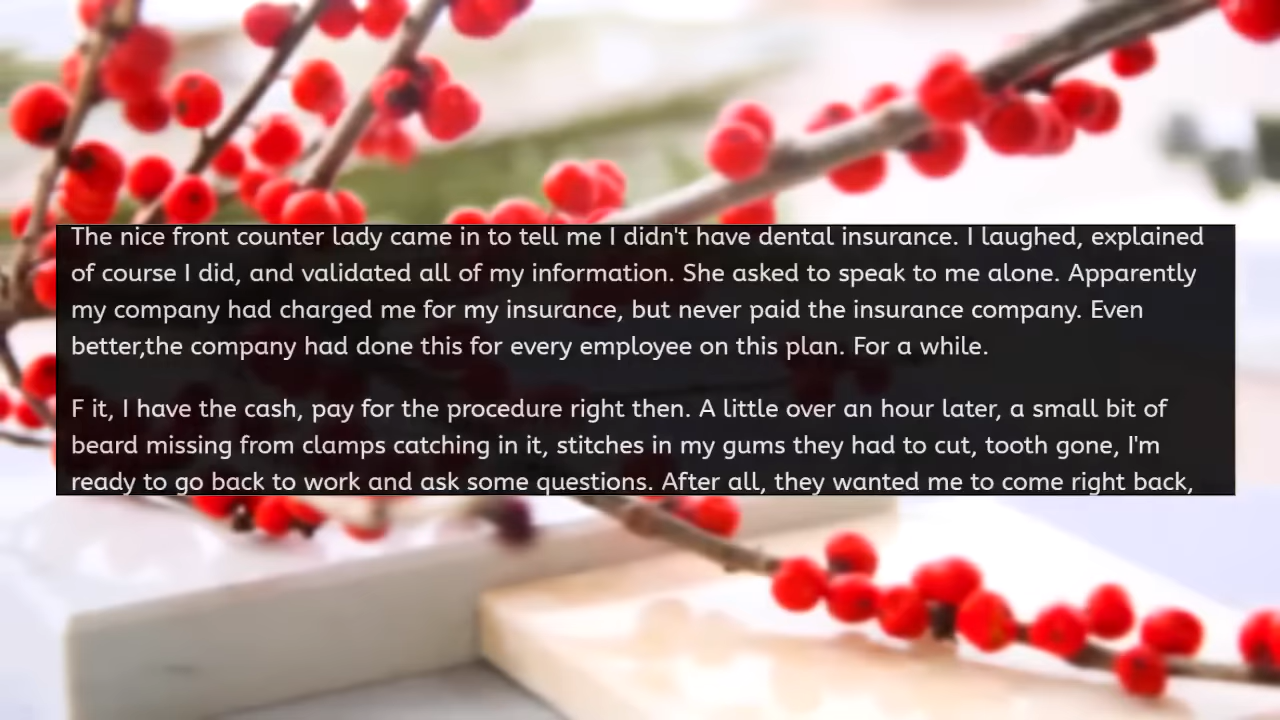 The nice front counter lady came in to tell me I didn't have dental insurance. I laughed, explained
of course I did, and validated all of my information. She asked to speak to me alone. Apparently
my company had charged me for my insurance, but never paid the insurance company. Even
better,the company had done this for every employee on this plan. For a while.
F it, I have the cash, pay for the procedure right then. A little over an hour later, a small bit of
beard missing from clamps catching in it, stitches in my gums they had to cut, tooth gone, I'm
ready to go back to work and ask some questions. After all, they wanted me to come right back,